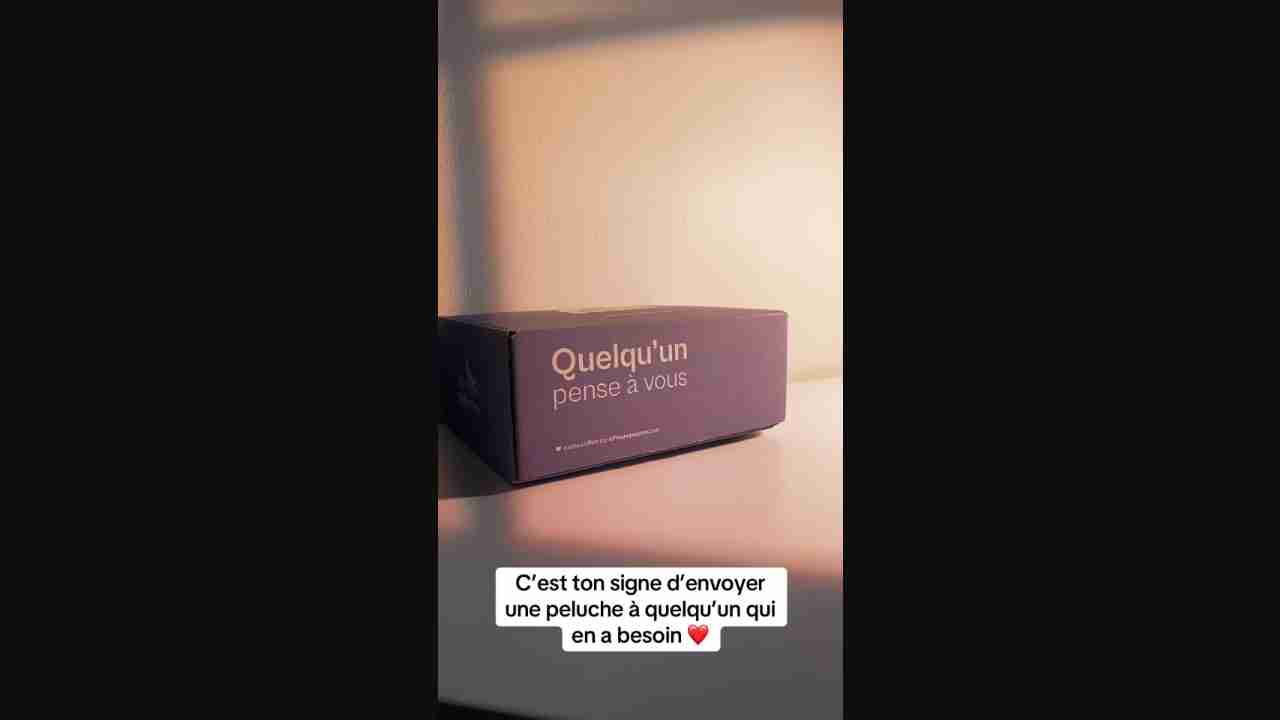 Quelqu'un
pense à vous
C'est ton signe d'envoyer
une peluche à quelqu'un qui
en a besoin ❤️